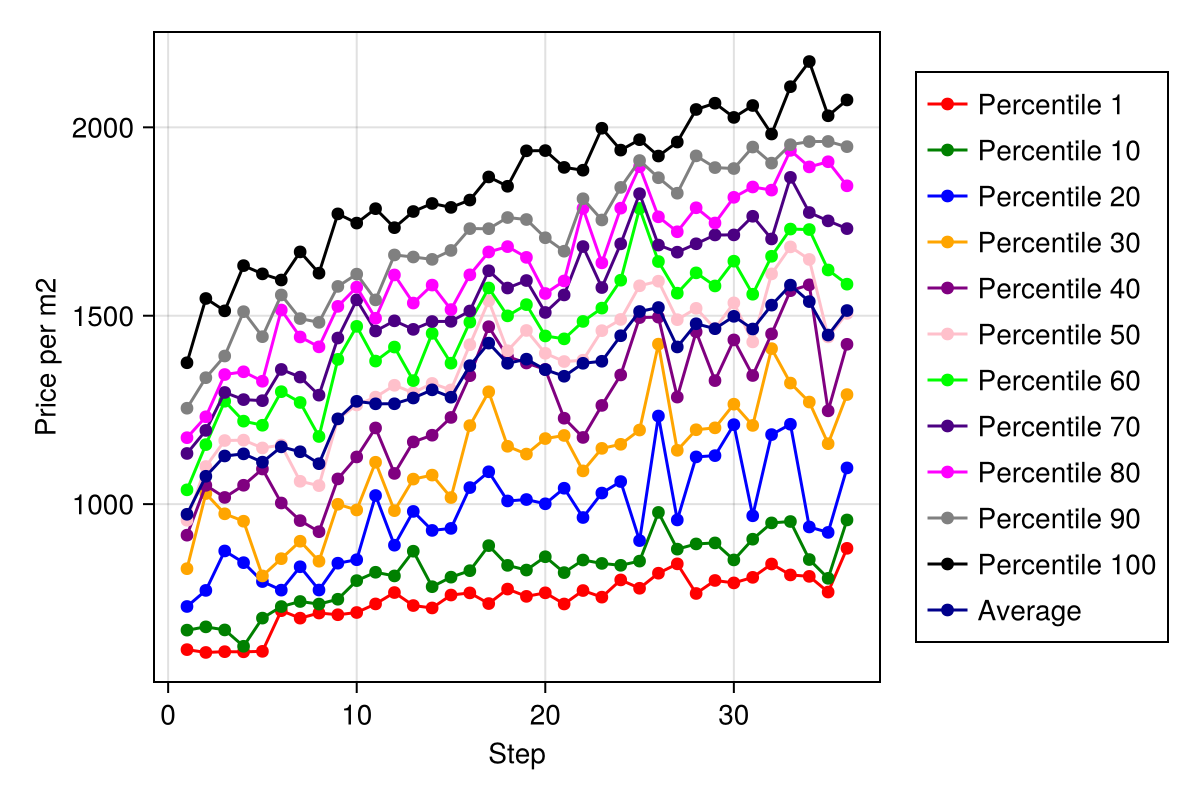 2000
1500
1000
Price per m2
0 10 20 30
Step
Percentile 1
Percentile 10
Percentile 20
Percentile 30
Percentile 40
Percentile 50
Percentile 60
Percentile 70
Percentile 80
Percentile 90
Percentile 100
Average